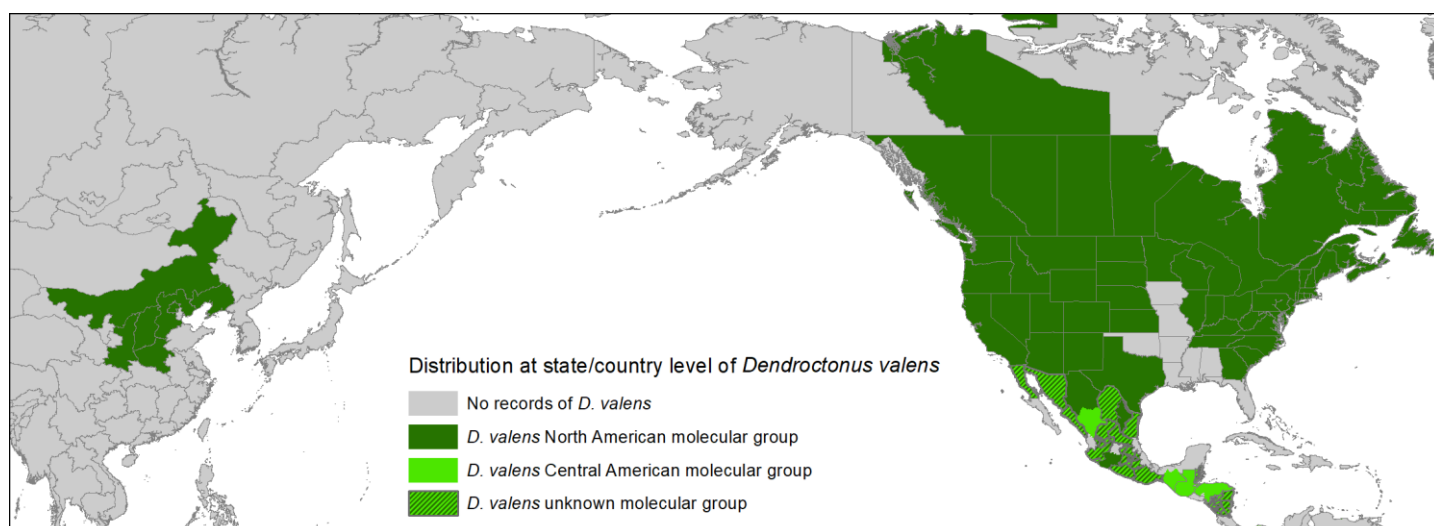 Distribution at state/country level of Dendroctonus valens
No records of D. valens
D. valens North American molecular group
D. valens Central American molecular group
D. valens unknown molecular group